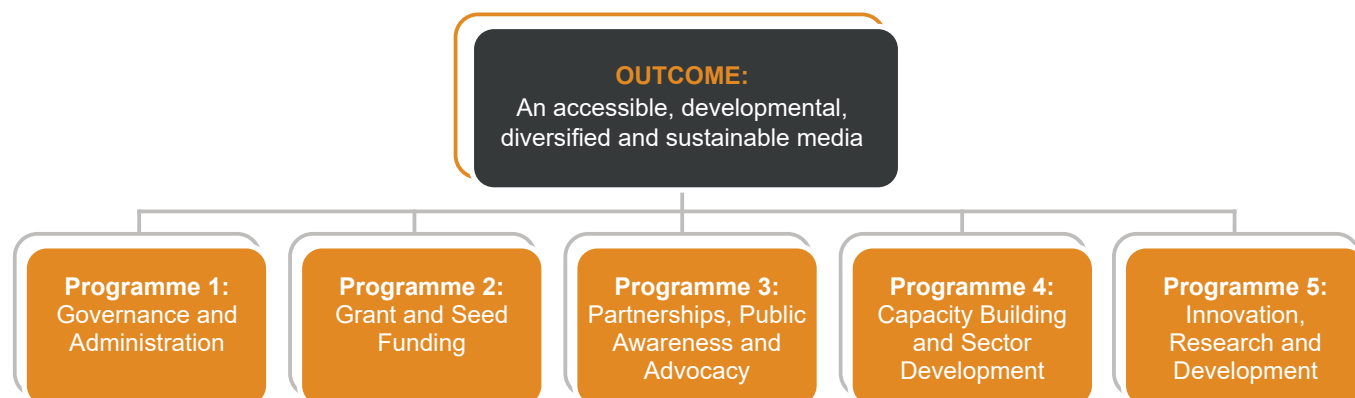 OUTCOME:
An accessible, developmental,
diversified and sustainable media
Programme 1:
Governance and
Administration
Programme 2:
Grant and Seed
Funding
Programme 3:
Partnerships, Public
Awareness and
Advocacy
Programme 4:
Capacity Building
and Sector
Development
Programme 5:
Innovation,
Research and
Development